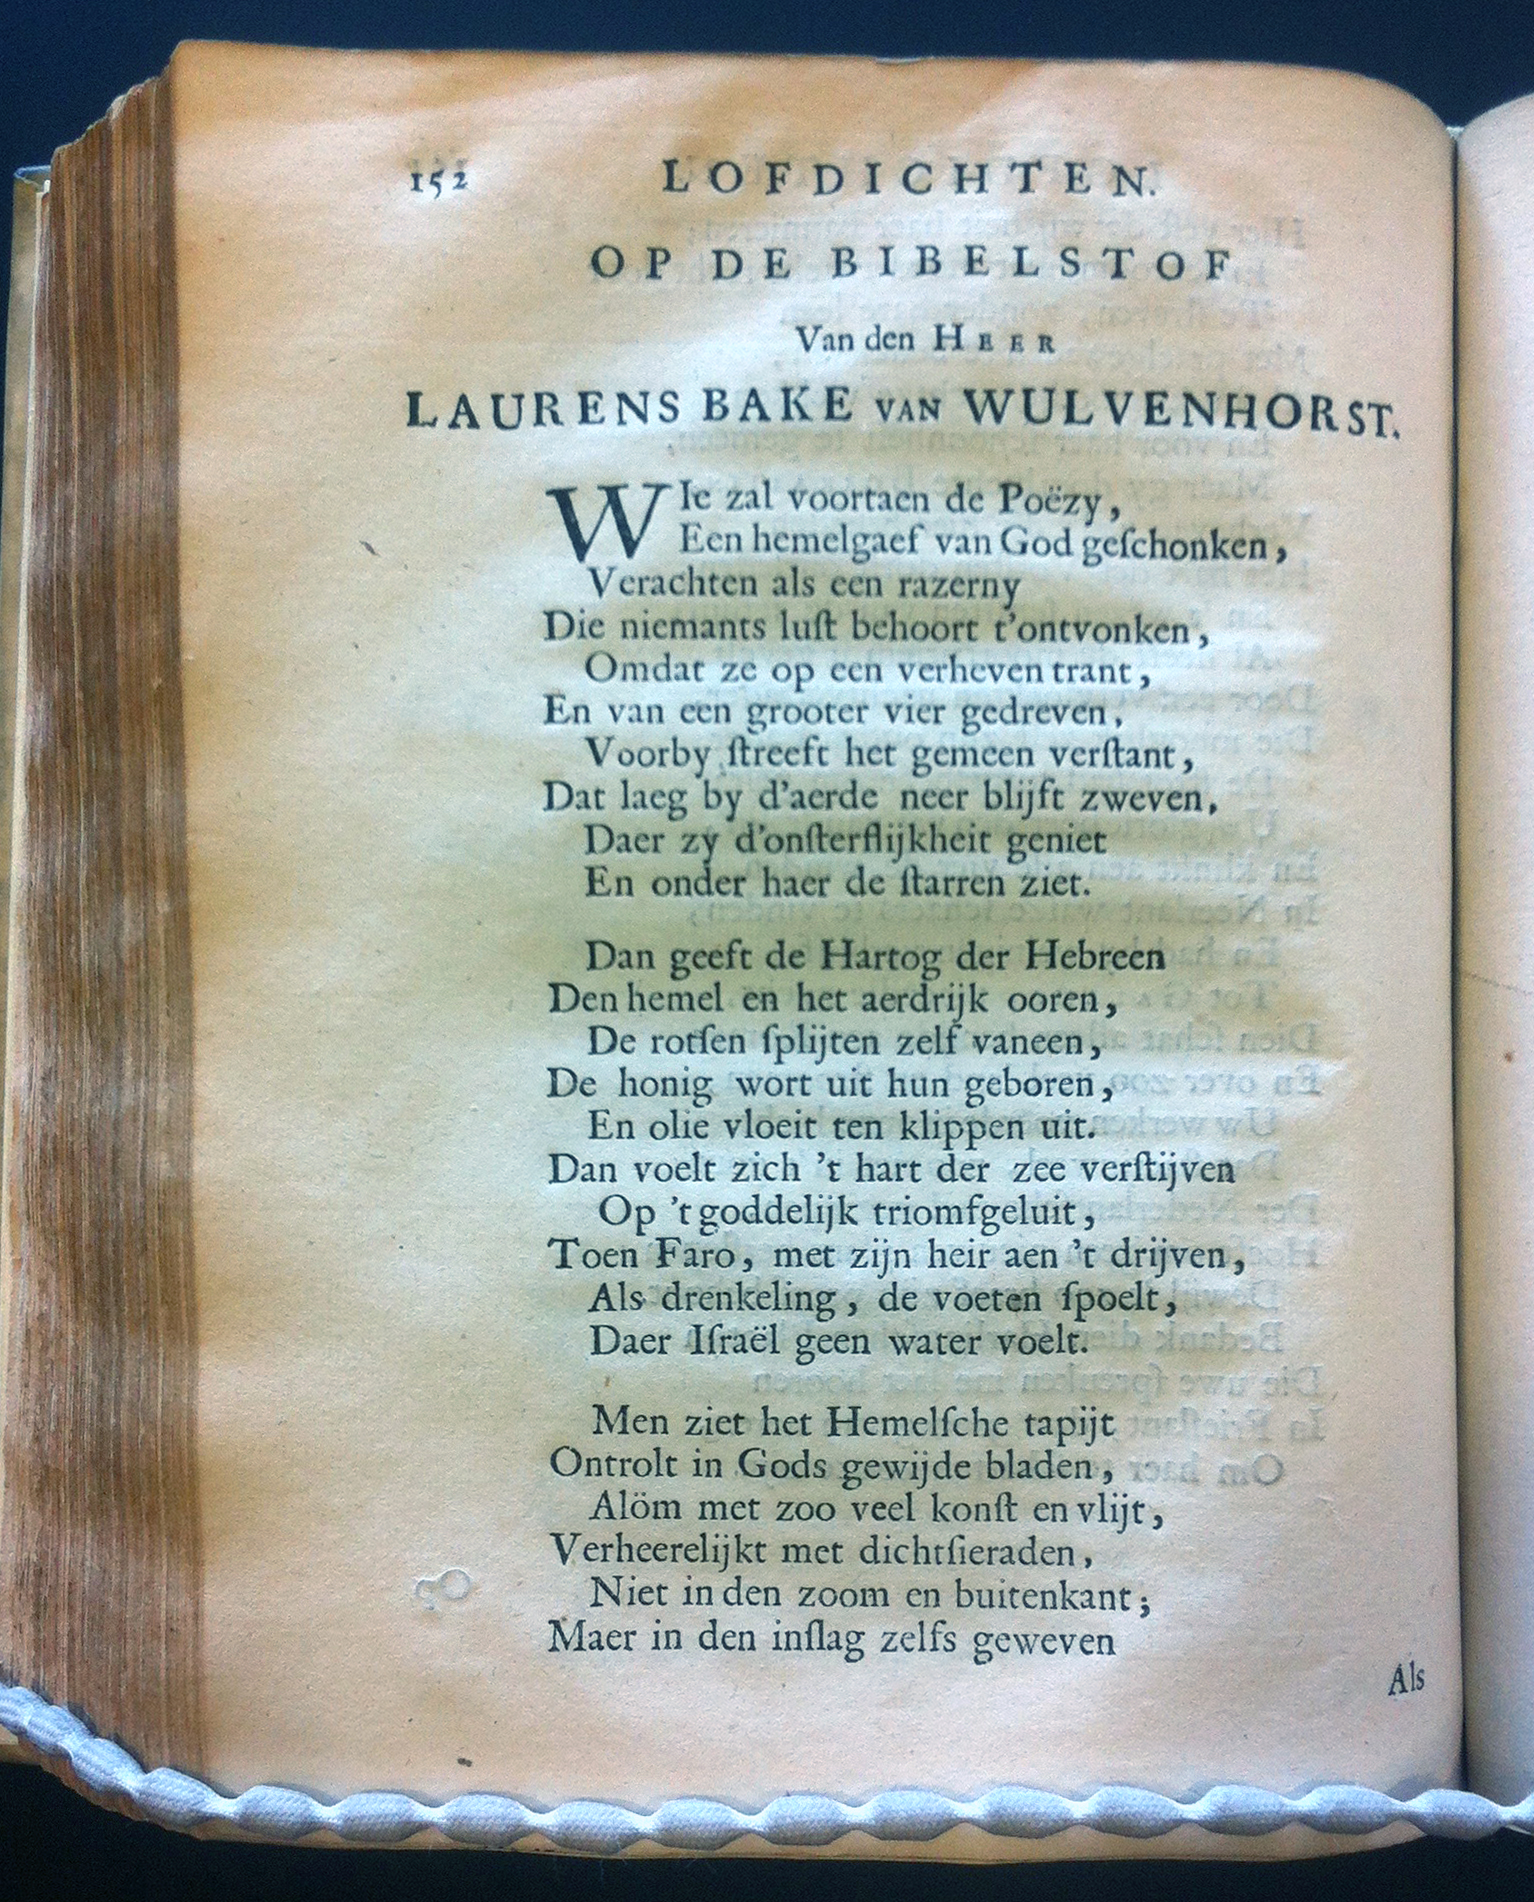 152 LOFDICHTEN.
OP DE BIBELSTOF
Van den HEER
LAURENS BAKE VAN WULVENHORST.
WIe zal voortaen de Poëzy,
Een hemelgaef van God geſchonken,
Verachten als een razerny
Die niemants luſt behoort t'ontvonken,
Omdat ze op een verheven trant,
En van een grooter vier gedreven,
Voorby ſtreeft het gemeen verſtant,
Dat laeg by d'aerde neer blijft zweven,
Daer zy d'onſterflijkheit geniet
En onder haer de ſtarren ziet.
Dan geeft de Hartog der Hebreen
Den hemel en het aerdrijk ooren,
De rotſen ſplijten zelf vaneen,
De honig wort uit hun geboren,
En olie vloeit ten klippen uit.
Dan voelt zich 't hart der zee verſtijven
Op 't goddelijk triomfgeluit,
Toen Faro, met zijn heir aen 't drijven,
Als drenkeling, de voeten ſpoelt,
Daer Iſraël geen water voelt.
Men ziet het Hemelſche tapijt
Ontrolt in Gods gewijde bladen,
Alöm met zoo veel konſt en vlijt,
Verheerelijkt met dichtſieraden,
Niet in den zoom en buitenkant;
Maer in den inſlag zelfs geweven
Als